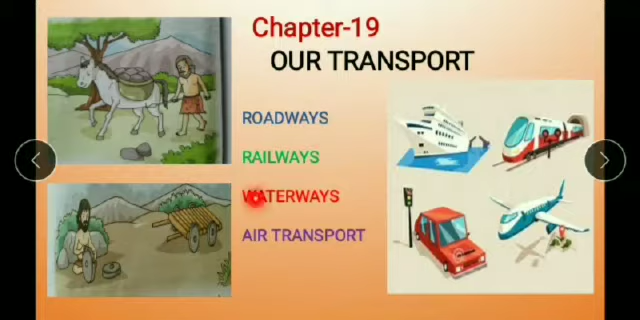 Chapter-19
OUR TRANSPORT
ROADWAYS
RAILWAYS
WATERWAYS
AIR TRANSPORT